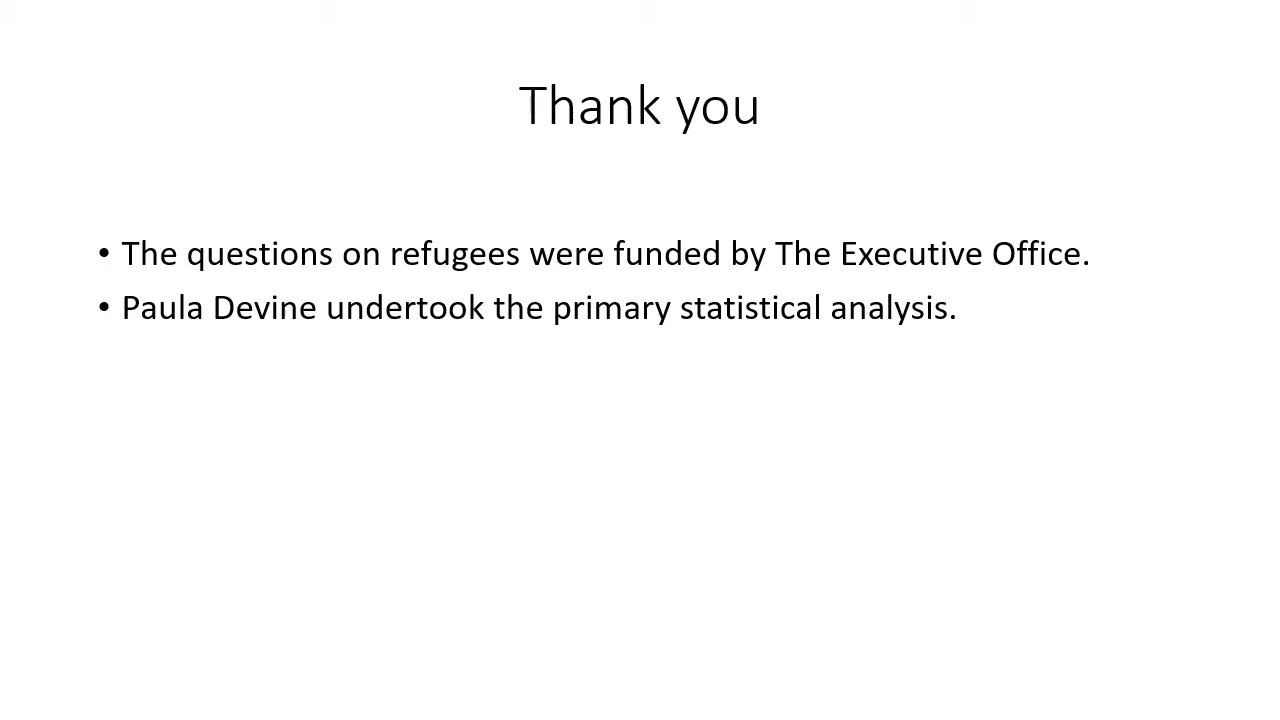 Thank you
• The questions on refugees were funded by The Executive Office.
• Paula Devine undertook the primary statistical analysis.